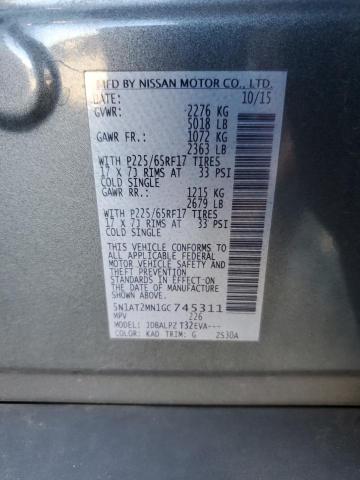 MFD BY NISSAN MOTOR CO., LTD.
DATE: 10/15
GVWR: 2276 KG
5018 LB
GAWR FR.: 1072 KG
2363 LB
WITH P225/65RF17 TIRES
17 X 7J RIMS AT 33 PSI
COLD SINGLE
GAWR RR.: 1215 KG
2679 LB
WITH P225/65RF17 TIRES
17 X 7J RIMS AT 33 PSI
COLD SINGLE
THIS VEHICLE CONFORMS TO
ALL APPLICABLE FEDERAL
MOTOR VEHICLE SAFETY AND
THEFT PREVENTION
STANDARDS IN EFFECT ON
THE DATE OF MANUFACTURE
SHOWN ABOVE.
5N1AT2MN1GC745311
MPV 226
MODEL: JDBALPZ T32EVA---
COLOR: KAD TRIM: G 2S30A